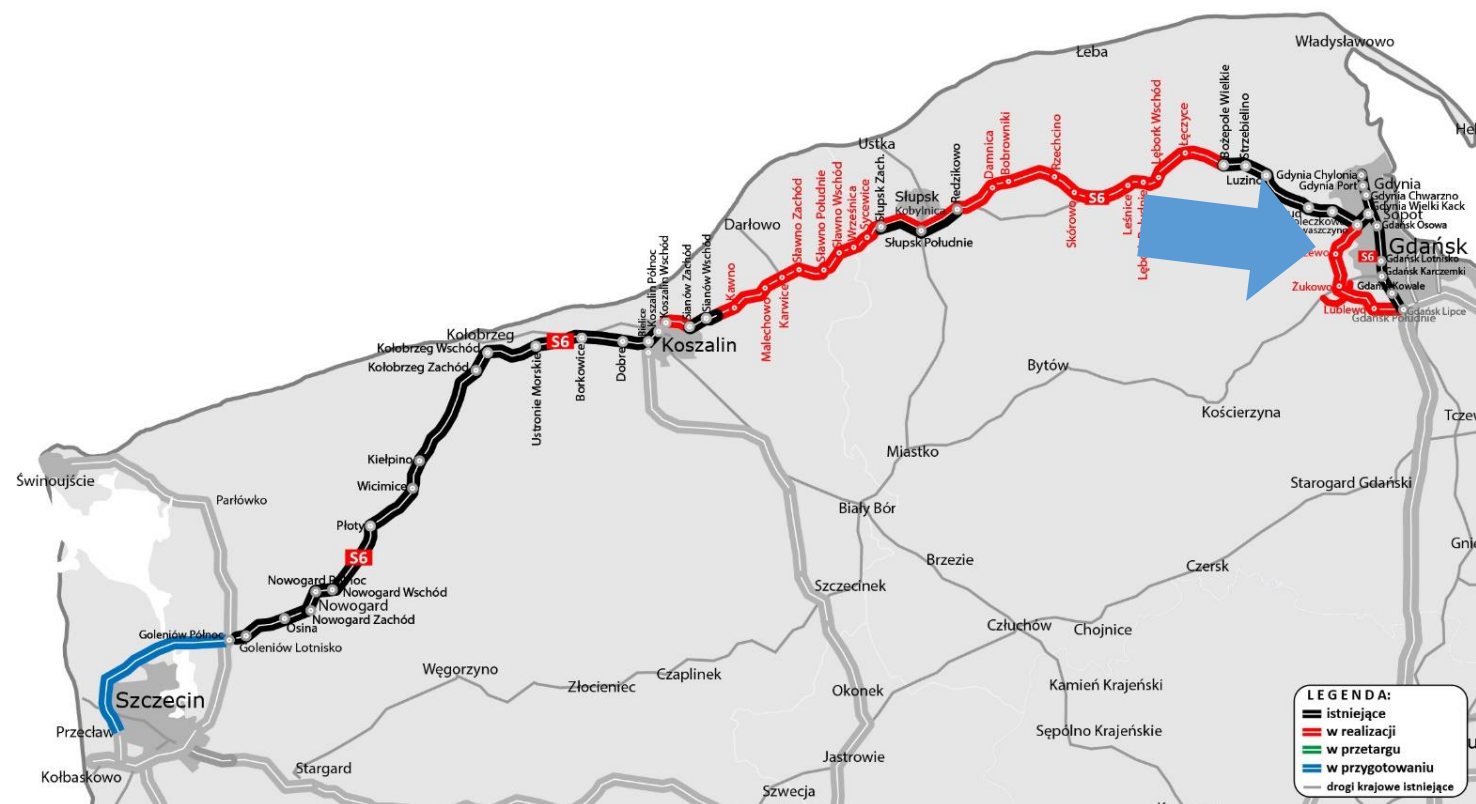 Władysławowo
Łeba
Hel
Ustka
Darłowo
Kołobrzeg
Świnoujście
Parłówko
Przecław
Szczecin
Kołbaskowo
Stargard
Goleniów Północ
Goleniów Lotnisko
Osina
Nowogard Zachód
Nowogard
Nowogard Wschód
S6
Płoty
Wicimice
Kiełpino
Kołobrzeg Zachód
Kołobrzeg Wschód
Ustronie Morskie
S6
Borkowice
Dobre
Bielice
Koszalin
Koszalin Północ
Koszalin Wschód
Sianów Zachód
Sianów Wschód
Kawno
Malechowo
Karwice
Sławno Zachód
Sławno Południe
Sławno Wschód
Wrześnica
Sycewice
Słupsk Zach.
Słupsk
Kobylnica
Słupsk Południe
Redzikowo
Damnica
Bobrowniki
Rzechcino
Skórowo
S6
Leśnice
Lębork Wschód
Łęczyce
Bożepole Wielkie
Strzebielino
Gdynia Chylonia
Gdynia Port
Gdynia
Gdynia Chwarzno
Gdynia Wielki Kack
Sopot
Gdańsk Osowa
Gdańsk
S6
Gdańsk Lotnisko
Gdańsk Karczemki
Gdańsk Kowale
Żukowo
Lublewo
Gdańsk Lipce
Gdańsk Południe
Bytów
Kościerzyna
Miastko
Starogard Gdański
Biały Bór
Brzezie
Czersk
Szczecinek
Człuchów
Chojnice
Węgorzyno
Złocieniec
Czaplinek
Okonek
Kamień Krajeński
Sępólno Krajeńskie
Jastrowie
Szwecja
LEGENDA:
istniejące
w realizacji
w przetargu
w przygotowaniu
drogi krajowe istniejące